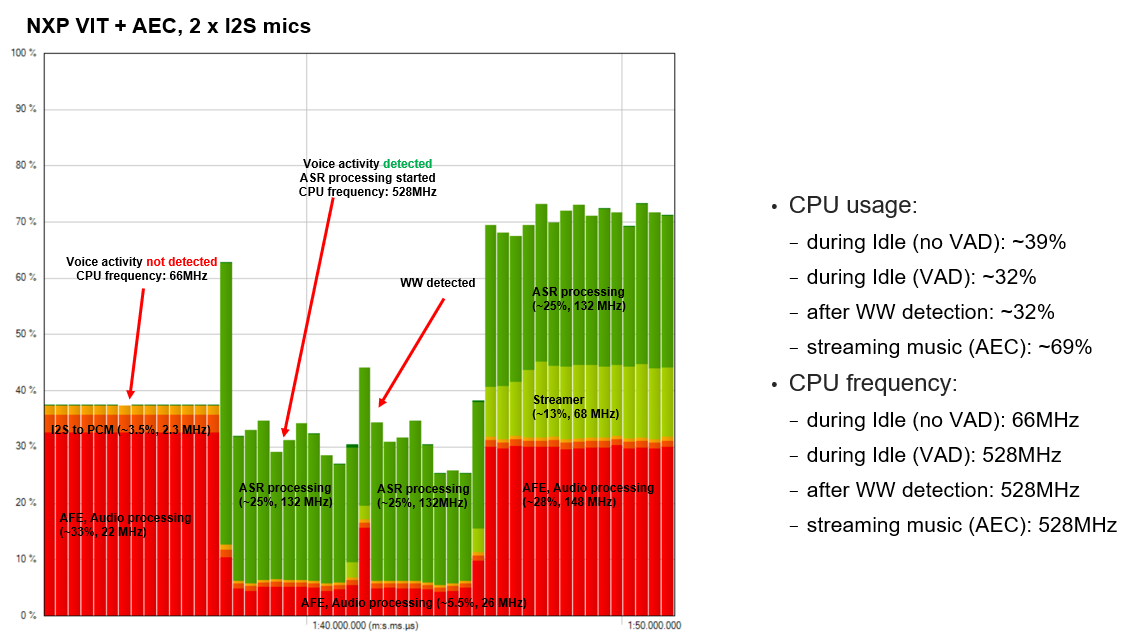 NXP VIT + AEC, 2 x I2S mics
100 %
90 %
80 %
70 %
60 %
50 %
40 %
30 %
20 %
10 %
0 %
Voice activity not detected
CPU frequency: 66MHz
Voice activity detected
ASR processing started
CPU frequency: 528MHz
WW detected
I2S to PCM (~3.5%, 2.3 MHz)
AFE, Audio processing
(~33%, 22 MHz)
ASR processing
(~25%, 132 MHz)
ASR processing
(~25%, 132MHz)
ASR processing
(~25%, 132 MHz)
Streamer
(~13%, 68 MHz)
AFE, Audio processing
(~28%, 148 MHz)
AFE, Audio processing (~5.5%, 26 MHz)
1:40.000.000 (m:s.ms.µs)
1:50.000.000
• CPU usage:
– during Idle (no VAD): ~39%
– during Idle (VAD): ~32%
– after WW detection: ~32%
– streaming music (AEC): ~69%
• CPU frequency:
– during Idle (no VAD): 66MHz
– during Idle (VAD): 528MHz
– after WW detection: 528MHz
– streaming music (AEC): 528MHz